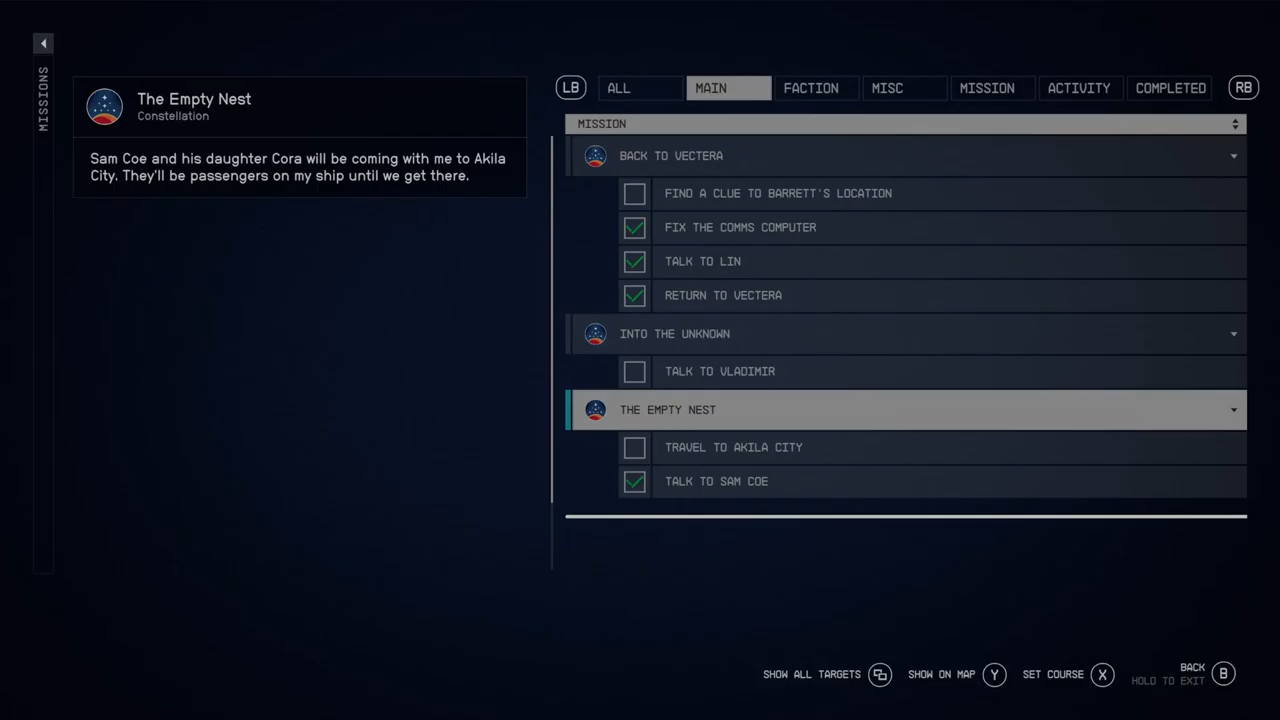 MISSIONS
The Empty Nest
Constellation
Sam Coe and his daughter Cora will be coming with me to Akila
City. They'll be passengers on my ship until we get there.
LB ALL MAIN FACTION MISC MISSION ACTIVITY COMPLETED RB
MISSION
BACK TO VECTERA
FIND A CLUE TO BARRETT'S LOCATION
FIX THE COMMS COMPUTER
TALK TO LIN
RETURN TO VECTERA
INTO THE UNKNOWN
TALK TO VLADIMIR
THE EMPTY NEST
TRAVEL TO AKILA CITY
TALK TO SAM COE
SHOW ALL TARGETS SHOW ON MAP Y SET COURSE X BACK B
HOLD TO EXIT